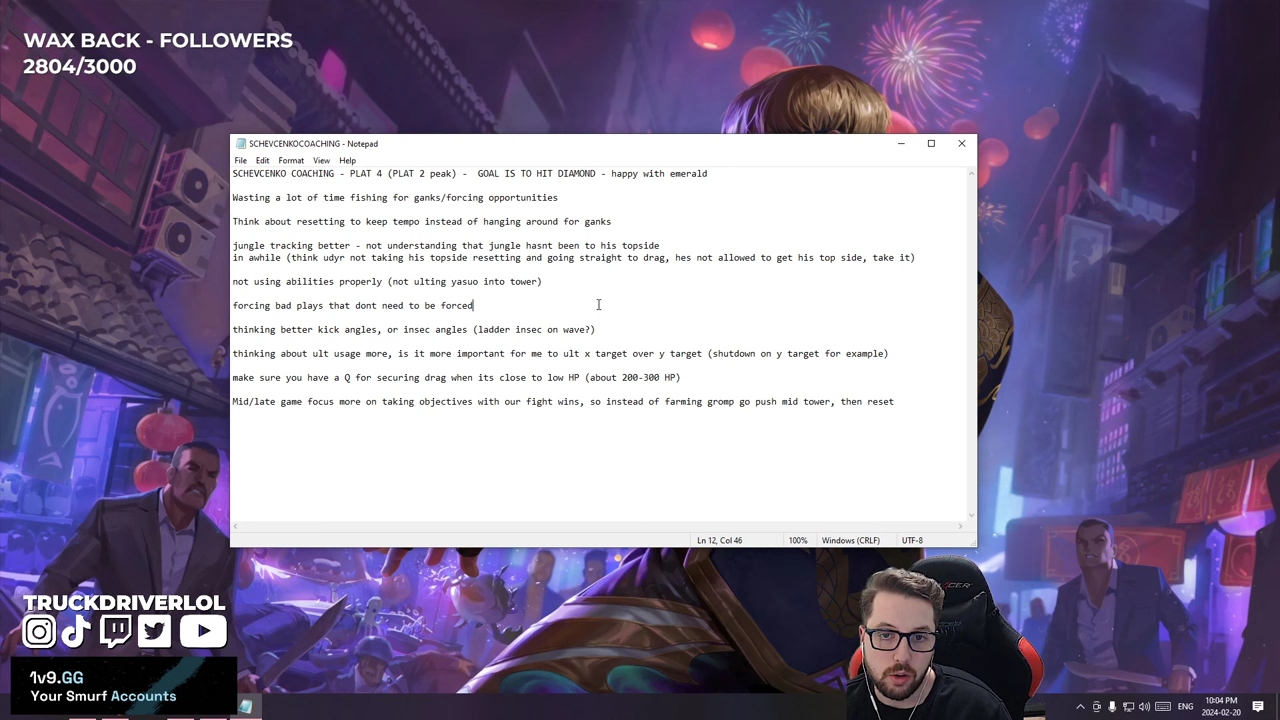 WAX BACK - FOLLOWERS
2804/3000
SCHEVCENKOCOACHING - Notepad
File Edit Format View Help
SCHEVCENKO COACHING - PLAT 4 (PLAT 2 peak) - GOAL IS TO HIT DIAMOND - happy with emerald
Wasting a lot of time fishing for ganks/forcing opportunities
Think about resetting to keep tempo instead of hanging around for ganks
jungle tracking better - not understanding that jungle hasnt been to his topside
in awhile (think udyr not taking his topside resetting and going straight to drag, hes not allowed to get his top side, take it)
not using abilities properly (not ulting yasuo into tower)
forcing bad plays that dont need to be forced
thinking better kick angles, or insec angles (ladder insec on wave?)
thinking about ult usage more, is it more important for me to ult x target over y target (shutdown on y target for example)
make sure you have a Q for securing drag when its close to low HP (about 200-300 HP)
Mid/late game focus more on taking objectives with our fight wins, so instead of farming gromp go push mid tower, then reset
Ln 12, Col 46 100% Windows (CRLF) UTF-8
TRUCKDRIVERLOL
1v9.GG
Your Smurf Accounts
ENG
10:04 PM
2024-02-20